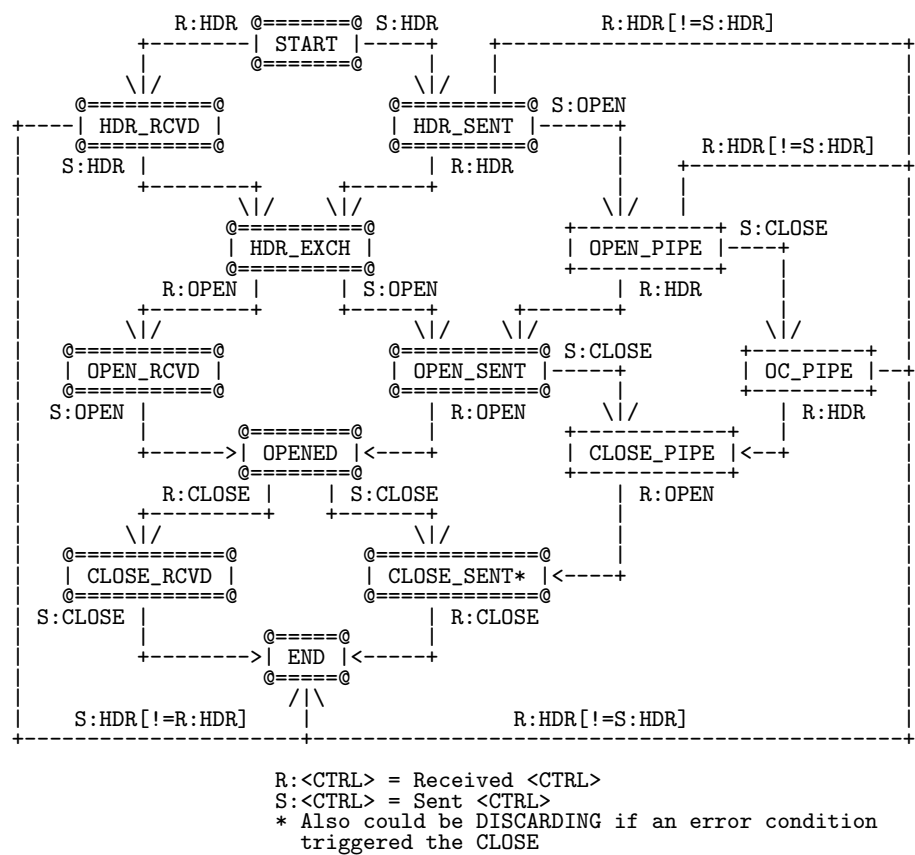 R:HDR @=======@ S:HDR R:HDR[!=S:HDR]
+--------| START |-----+ +--------------------------------+
| @=======@ | | |
\|/ \|/ | |
@==========@ @==========@ S:OPEN |
+----| HDR_RCVD | | HDR_SENT |------+ |
| @==========@ @==========@ | R:HDR[!=S:HDR] |
| S:HDR | | R:HDR | +-----------------+
| +--------+ +------+ | | |
| \|/ \|/ \|/ | |
| @==========@ +-----------+ S:CLOSE |
| | HDR_EXCH | | OPEN_PIPE |----+ |
| @==========@ +-----------+ | |
| R:OPEN | | S:OPEN | R:HDR | |
| +--------+ +------+ +-------+ | |
| \|/ \|/ \|/ \|/ |
| @===========@ @===========@ S:CLOSE +---------+ |
| | OPEN_RCVD | | OPEN_SENT |-----+ | OC_PIPE |--+
| @===========@ @===========@ | +---------+ |
| S:OPEN | | R:OPEN \|/ | R:HDR |
| | @========@ | +------------+ | |
| +----->| OPENED |<----+ | CLOSE_PIPE |<--+ |
| @========@ +------------+ |
| R:CLOSE | | S:CLOSE | R:OPEN |
| +---------+ +-------+ | |
| \|/ \|/ | |
| @============@ @=============@ | |
| | CLOSE_RCVD | | CLOSE_SENT* |<----+ |
| @============@ @=============@ |
| S:CLOSE | | R:CLOSE |
| | @=====@ | |
| +-------->| END |<-----+ |
| @=====@ |
| /|\ |
| S:HDR[!=R:HDR] | R:HDR[!=S:HDR] |
+----------------------+-----------------------------------------------+
R:<CTRL> = Received <CTRL>
S:<CTRL> = Sent <CTRL>
* Also could be DISCARDING if an error condition
triggered the CLOSE